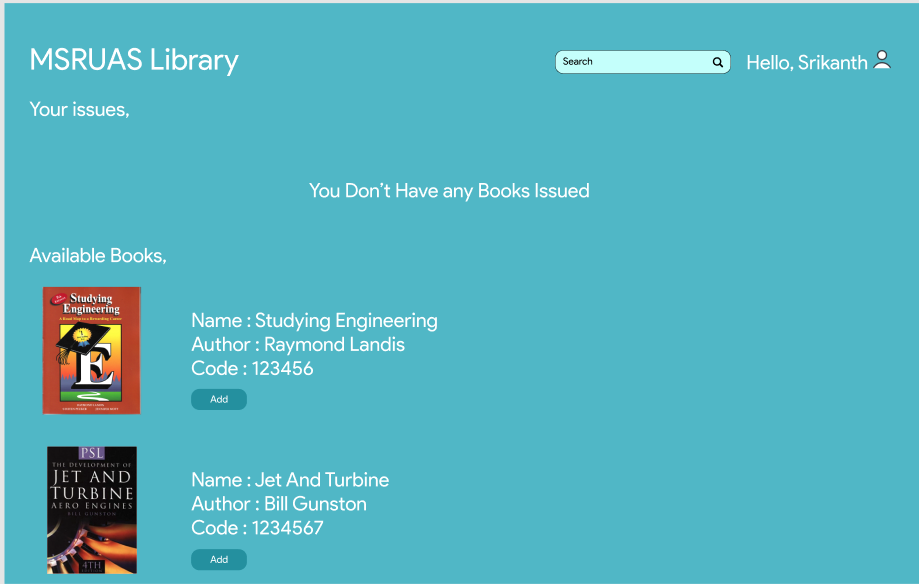 MSRUAS Library
Search
Hello, Srikanth
Your issues,
You Don’t Have any Books Issued
Available Books,
Studying
Engineering
A Road Map to a Rewarding Career
E
RAYMOND LANDIS
Name : Studying Engineering
Author : Raymond Landis
Code : 123456
Add
PSL
THE DEVELOPMENT OF
JET AND
TURBINE
AERO ENGINES
BILL GUNSTON
4TH
Name : Jet And Turbine
Author : Bill Gunston
Code : 1234567
Add